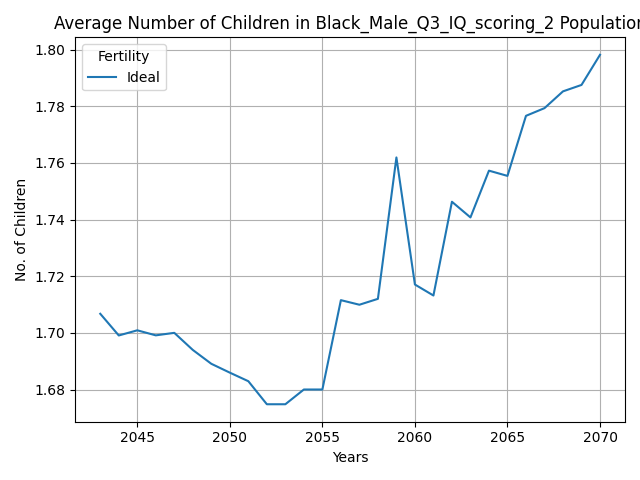 Average Number of Children in Black_Male_Q3_IQ_scoring_2 Population
Fertility
Ideal
1.80
1.78
1.76
1.74
1.72
1.70
1.68
No. of Children
2045 2050 2055 2060 2065 2070
Years